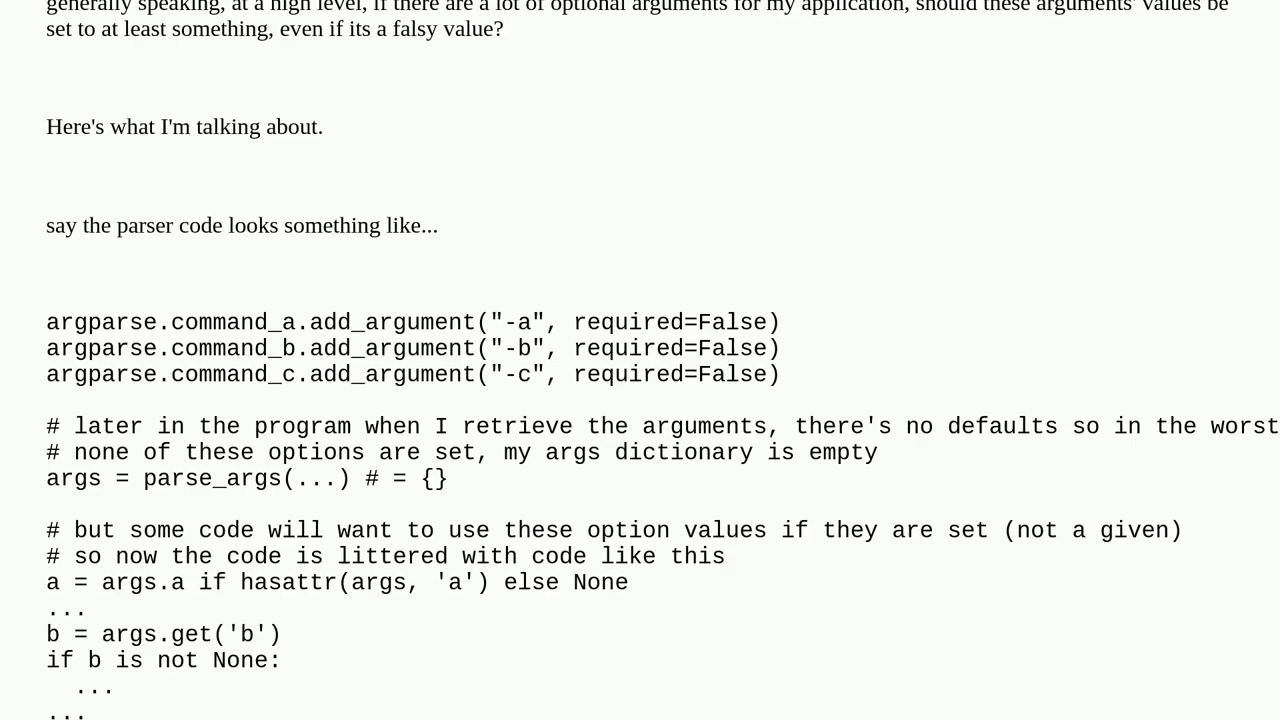 generally speaking, at a high level, if there are a lot of optional arguments for my application, should these arguments' values be
set to at least something, even if its a falsy value?
Here's what I'm talking about.
say the parser code looks something like...
argparse.command_a.add_argument("-a", required=False)
argparse.command_b.add_argument("-b", required=False)
argparse.command_c.add_argument("-c", required=False)
# later in the program when I retrieve the arguments, there's no defaults so in the worst
# none of these options are set, my args dictionary is empty
args = parse_args(...) # = {}
# but some code will want to use these option values if they are set (not a given)
# so now the code is littered with code like this
a = args.a if hasattr(args, 'a') else None
...
b = args.get('b')
if b is not None:
  ...
...